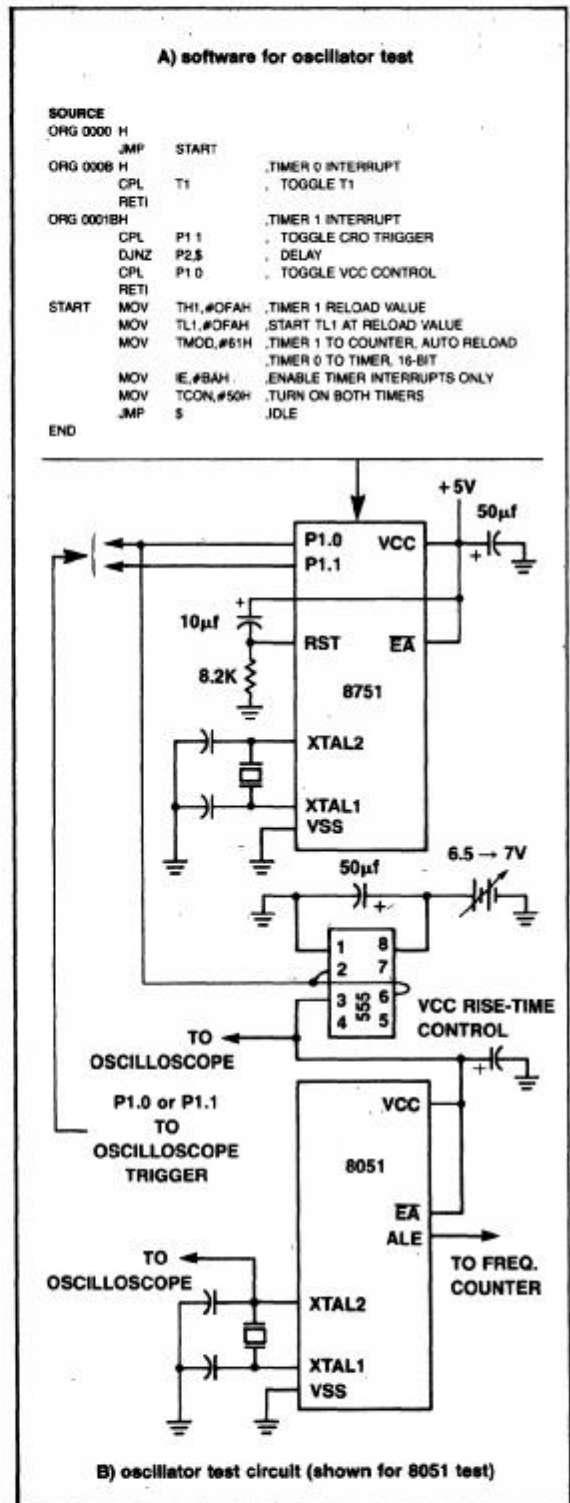 A) software for oscillator test
SOURCE
ORG 0000 H
JMP START
ORG 000B H ,TIMER 0 INTERRUPT
CPL T1 , TOGGLE T1
RETI
ORG 0001BH ,TIMER 1 INTERRUPT
CPL P1 1 , TOGGLE CRO TRIGGER
DJNZ P2,$ , DELAY
CPL P1 0 , TOGGLE VCC CONTROL
RETI
START MOV TH1,#0FAH ,TIMER 1 RELOAD VALUE
MOV TL1,#0FAH ,START TL1 AT RELOAD VALUE
MOV TMOD,#61H ,TIMER 1 TO COUNTER, AUTO RELOAD
,TIMER 0 TO TIMER, 16-BIT
MOV IE,#8AH ,ENABLE TIMER INTERRUPTS ONLY
MOV TCON,#50H ,TURN ON BOTH TIMERS
JMP $ ,IDLE
END
+5V
50µf
+
P1.0 VCC
P1.1
+
10µf
RST EA
8.2K
8751
XTAL2
XTAL1
VSS
50µf
+
6.5 → 7V
1 8
2 7
3 555 6
4 5
VCC RISE-TIME
CONTROL
TO
OSCILLOSCOPE
+
P1.0 or P1.1
TO
OSCILLOSCOPE
TRIGGER
VCC
8051
EA
ALE
TO FREQ.
COUNTER
TO
OSCILLOSCOPE
XTAL2
XTAL1
VSS
B) oscillator test circuit (shown for 8051 test)